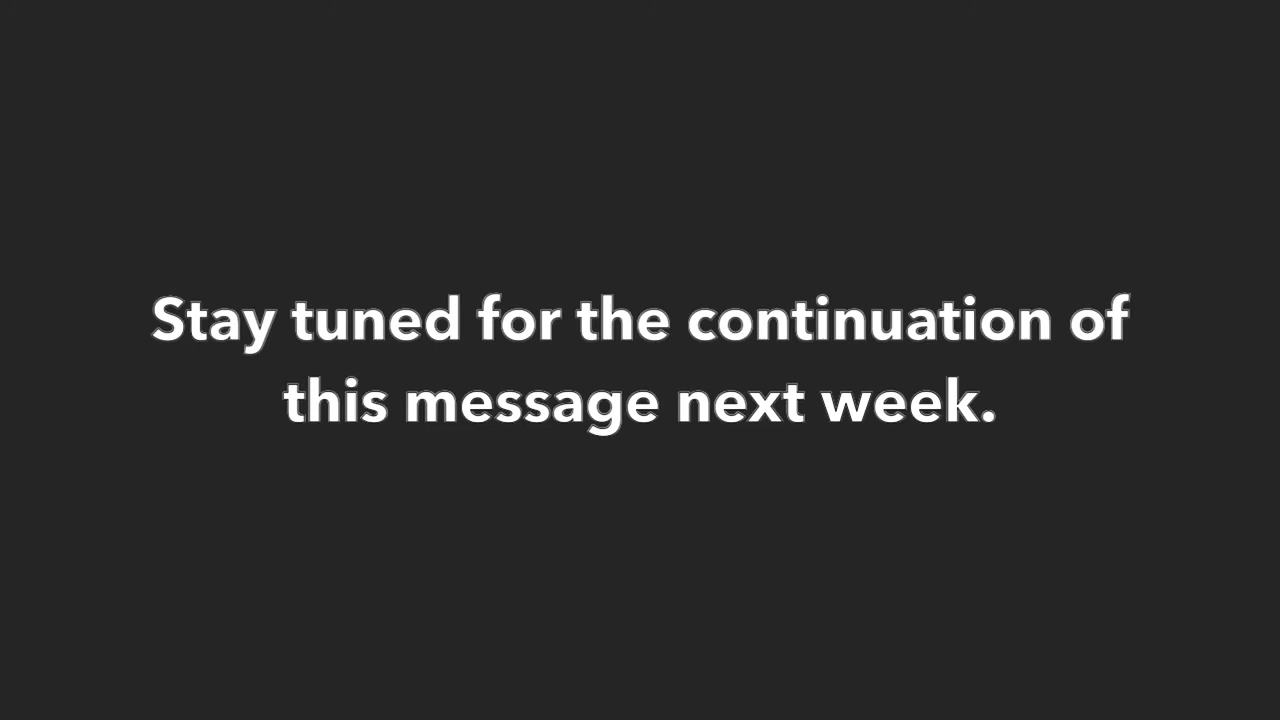 Stay tuned for the continuation of
this message next week.